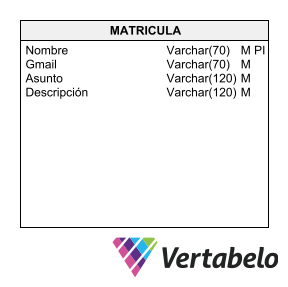 MATRICULA
Nombre Varchar(70) M PI
Gmail Varchar(70) M
Asunto Varchar(120) M
Descripción Varchar(120) M
Vertabelo